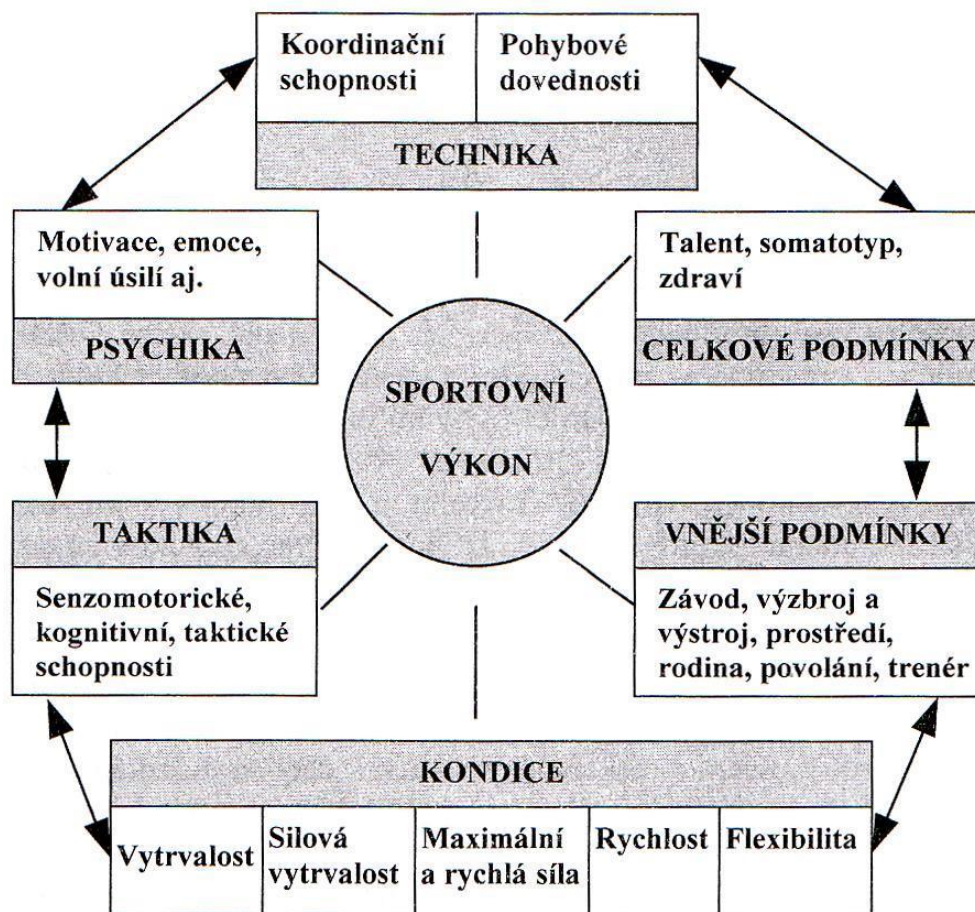 Koordinační
schopnosti
Pohybové
dovednosti
TECHNIKA
Motivace, emoce,
volní úsilí aj.
PSYCHIKA
Talent, somatotyp,
zdraví
CELKOVÉ PODMÍNKY
SPORTOVNÍ
VÝKON
TAKTIKA
Senzomotorické,
kognitivní, taktické
schopnosti
VNĚJŠÍ PODMÍNKY
Závod, výzbroj a
výstroj, prostředí,
rodina, povolání, trenér
KONDICE
Vytrvalost
Silová
vytrvalost
Maximální
a rychlá síla
Rychlost
Flexibilita